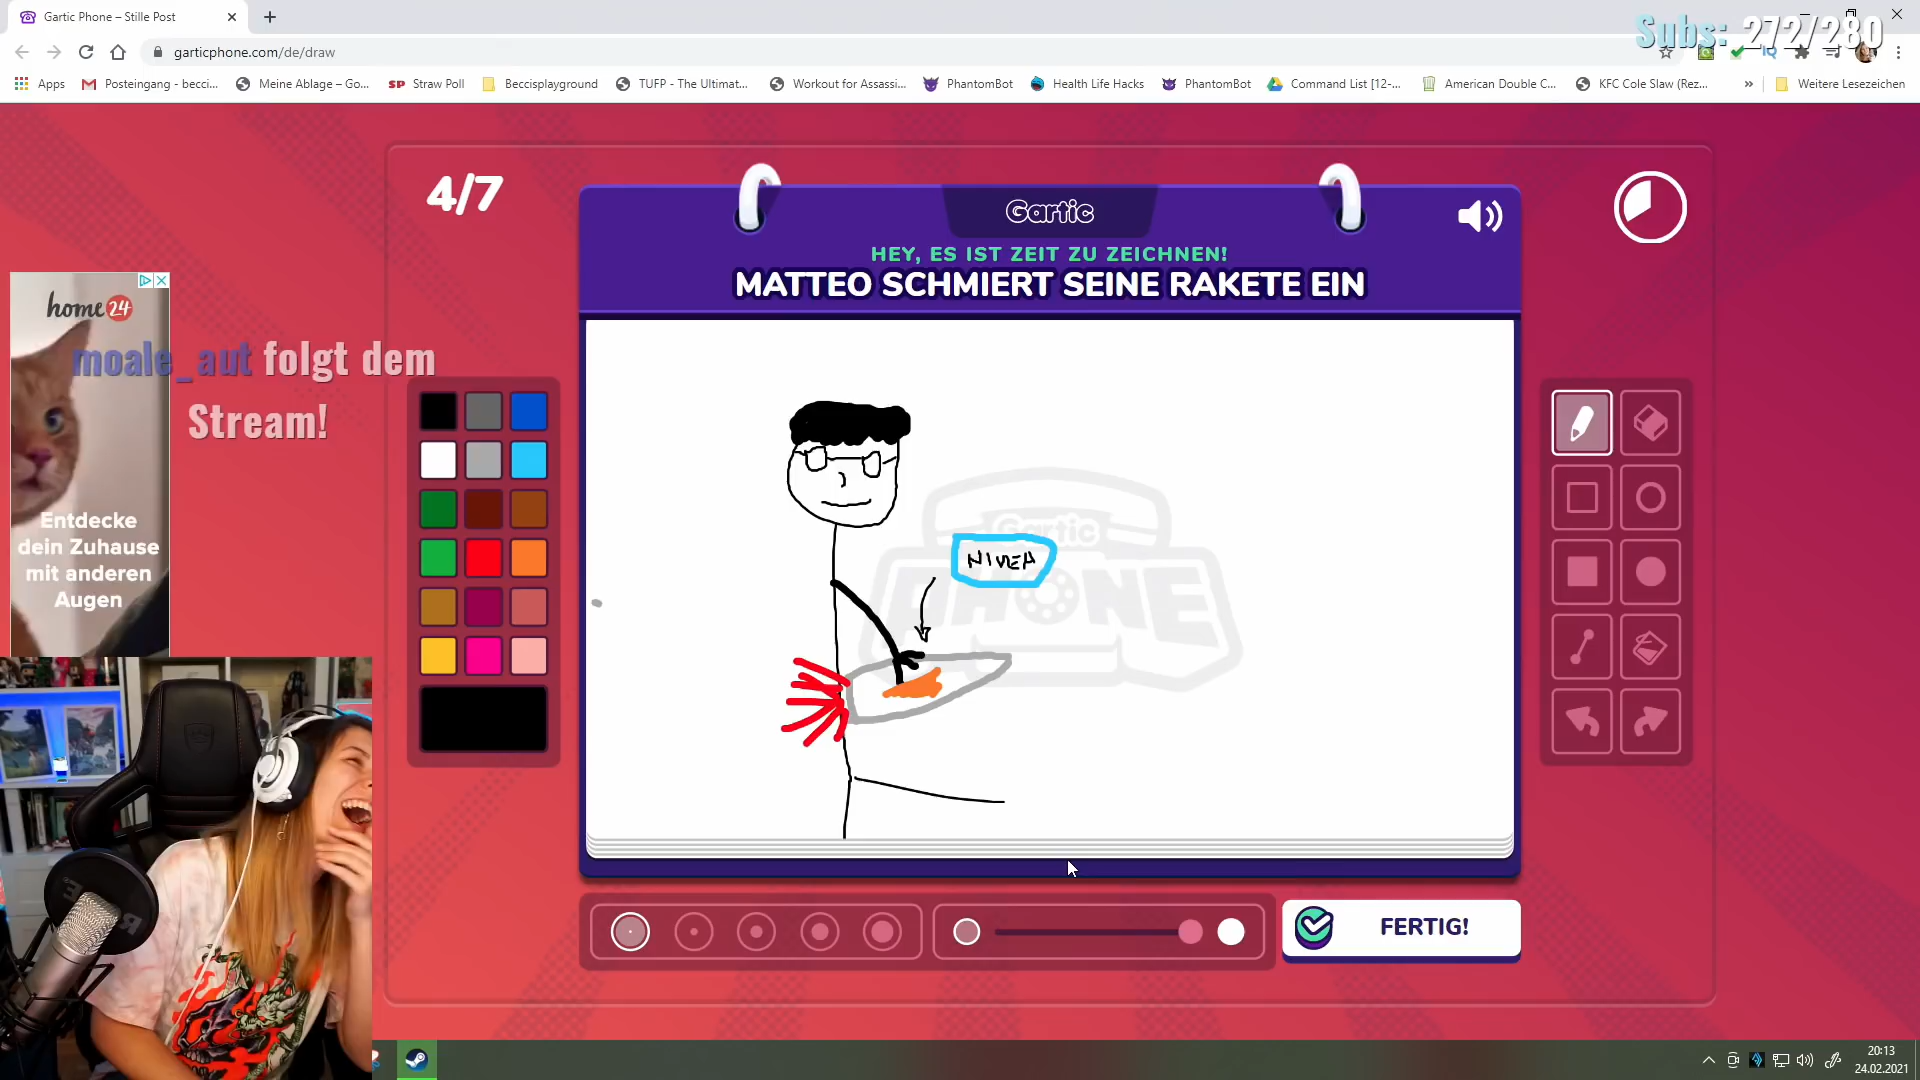 Gartic Phone – Stille Post
garticphone.com/de/draw
Subs: 272/280
Apps
Posteingang - becci...
Meine Ablage – Go...
SP Straw Poll
Beccisplayground
TUFP - The Ultimat...
Workout for Assassi...
PhantomBot
Health Life Hacks
PhantomBot
Command List [12-...
American Double C...
KFC Cole Slaw (Rez...
»
Weitere Lesezeichen
4/7
Gartic
HEY, ES IST ZEIT ZU ZEICHNEN!
MATTEO SCHMIERT SEINE RAKETE EIN
home24
moale_aut folgt dem
Stream!
Entdecke
dein Zuhause
mit anderen
Augen
Gartic
PHONE
NIVEA
FERTIG!
20:13
24.02.2021